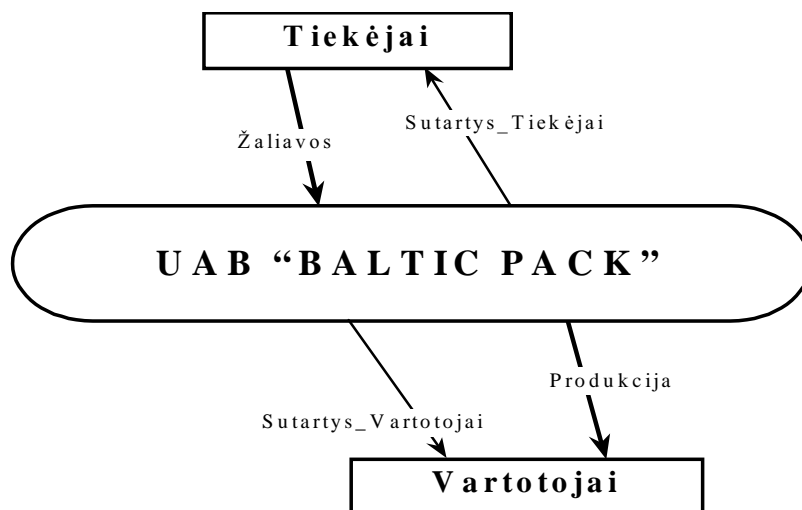 Tiekėjai
Sutartys_Tiekėjai
Žaliavos
UAB “BALTIC PACK”
Produkcija
Sutartys_Vartotojai
Vartotojai